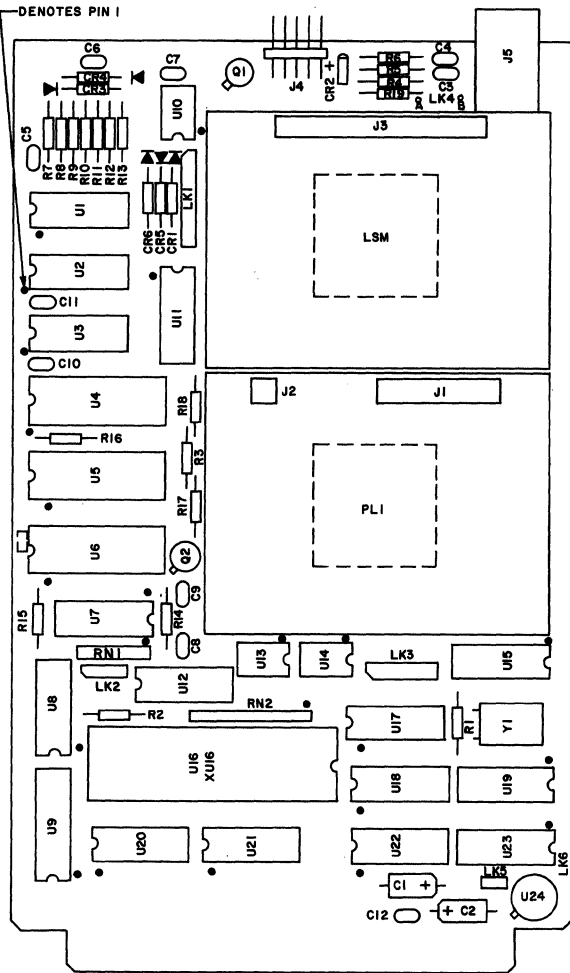 DENOTES PIN 1
C6
C7
Q1
J4
CR2
+
R6
R5
R4
R19
C4
C3
LK4
A
B
J5
CR4
CR3
U10
J3
C5
R7
R8
R9
R10
R11
R12
R13
LK1
CR6
CR5
CR1
U1
LSM
U2
C11
U11
U3
C10
U4
R18
J2
J1
R16
R3
U5
R17
PL1
U6
Q2
C9
R15
U7
R14
C8
RN1
U13
U14
LK3
U15
LK2
U12
U8
R2
RN2
U17
R1
Y1
U16
XU16
U18
U19
U9
U20
U21
U22
U23
LK6
LK5
C1
+
U24
C12
+
C2